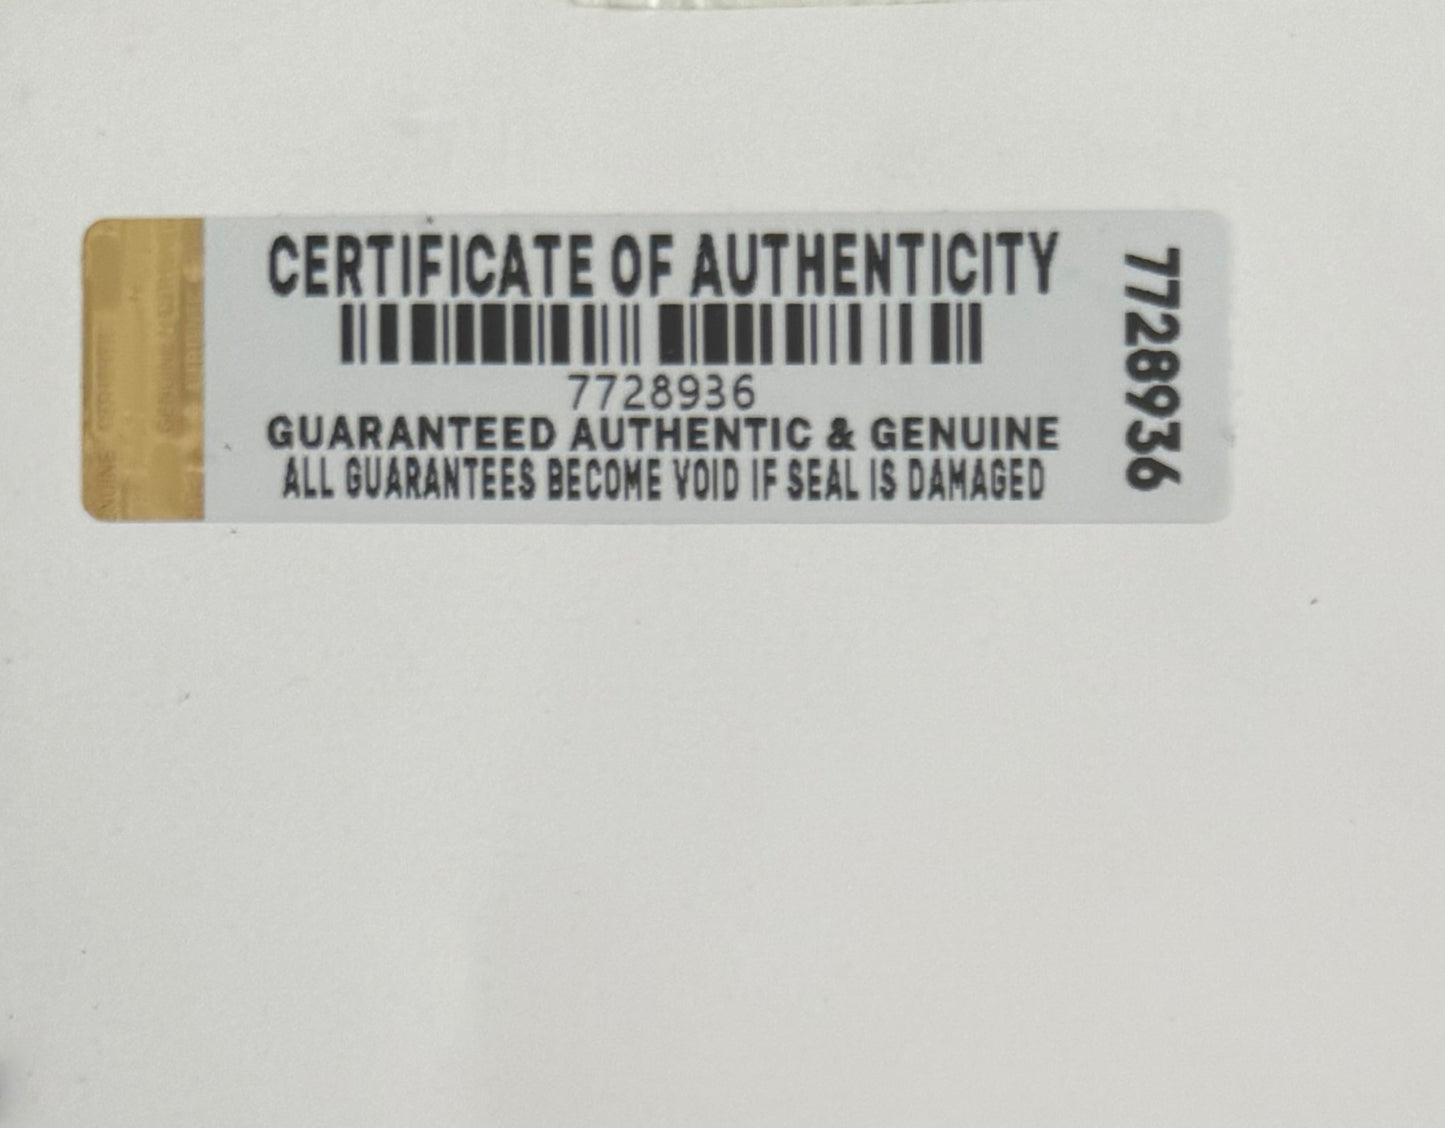 CERTIFICATE OF AUTHENTICITY
7728936
GUARANTEED AUTHENTIC & GENUINE
ALL GUARANTEES BECOME VOID IF SEAL IS DAMAGED
7728936